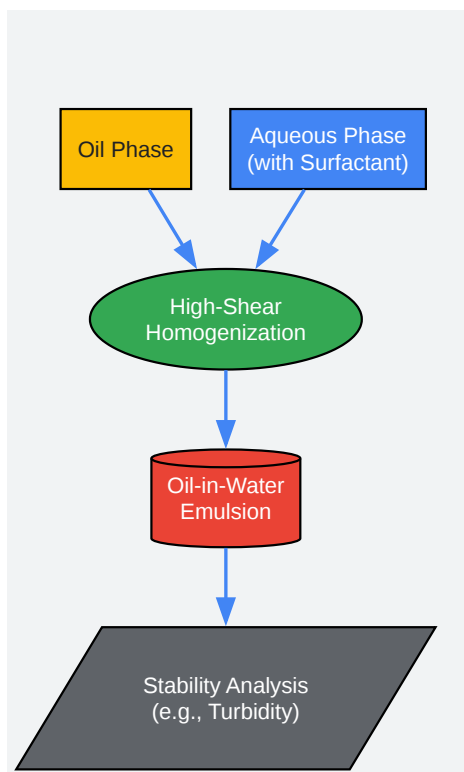 Oil Phase
Aqueous Phase
(with Surfactant)
High-Shear
Homogenization
Oil-in-Water
Emulsion
Stability Analysis
(e.g., Turbidity)